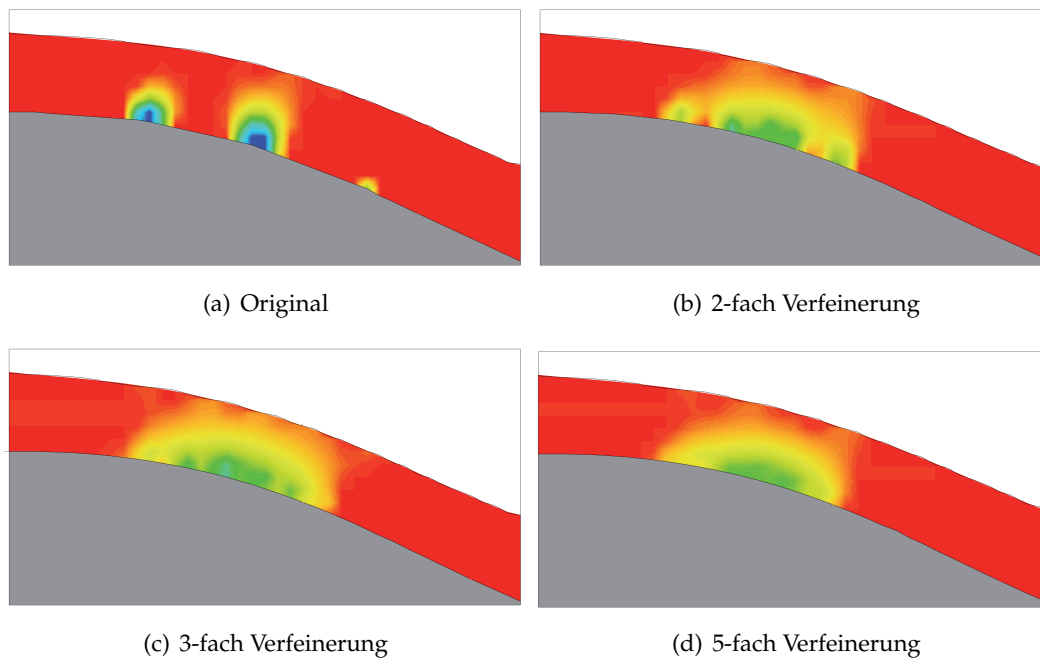 (a) Original
(b) 2-fach Verfeinerung
(c) 3-fach Verfeinerung
(d) 5-fach Verfeinerung